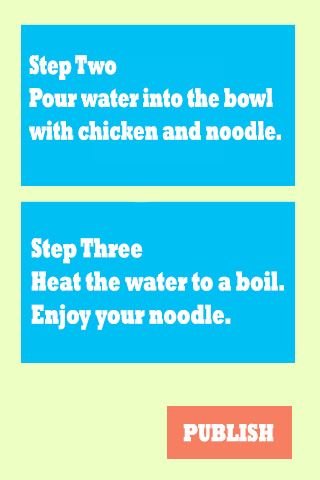 Step Two
Pour water into the bowl
with chicken and noodle.
Step Three
Heat the water to a boil.
Enjoy your noodle.
PUBLISH